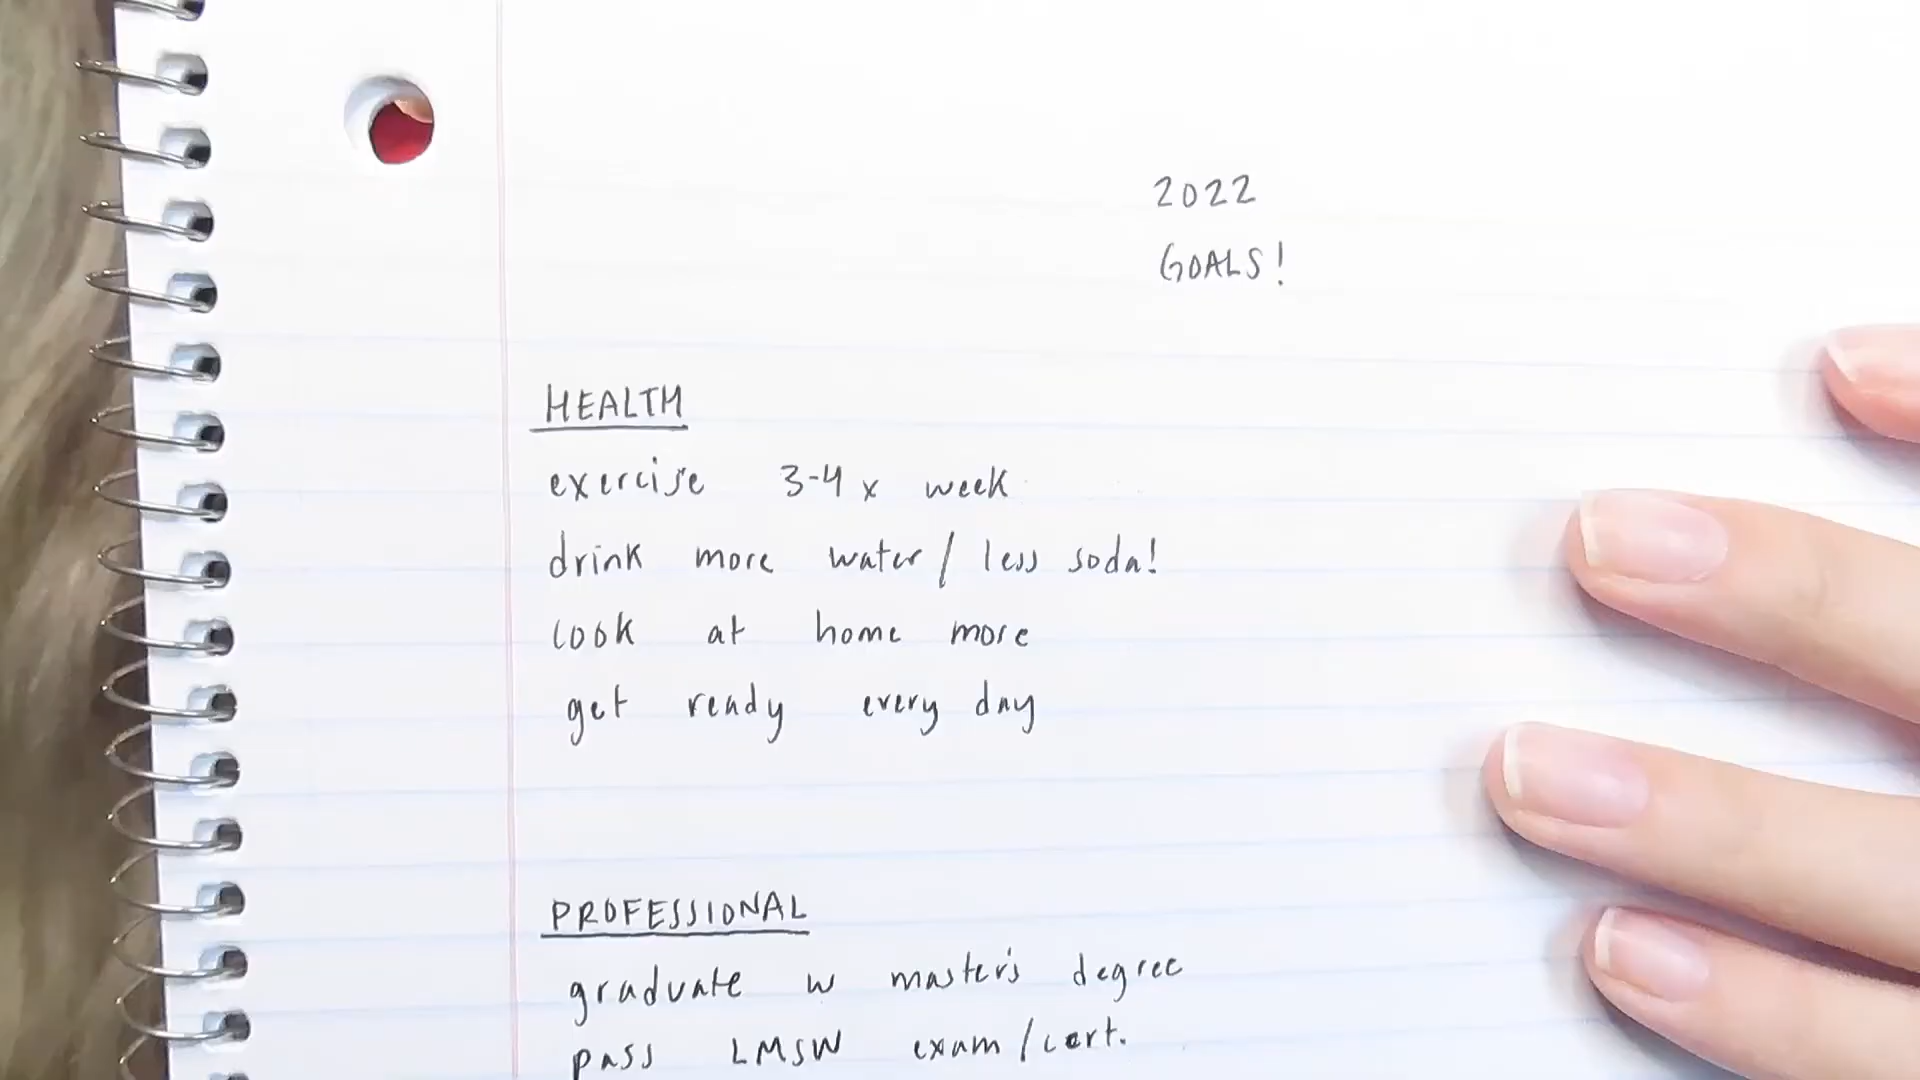 2022
GOALS!
HEALTH
exercise 3-4 x week
drink more water / less soda!
cook at home more
get ready every day
PROFESSIONAL
graduate w master's degree
pass LMSW exam / cert.